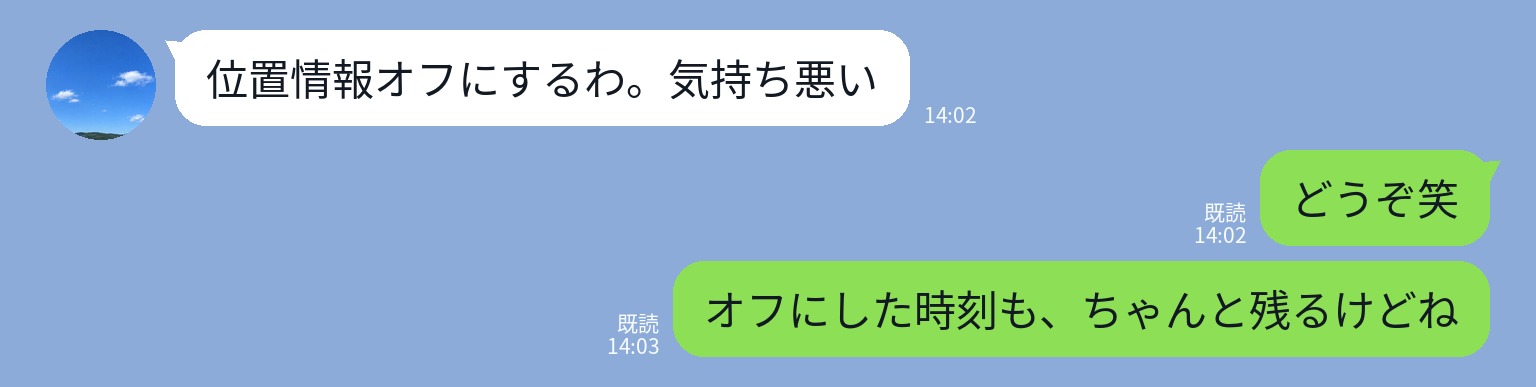 位置情報オフにするわ。気持ち悪い
14:02
どうぞ笑
既読
14:02
オフにした時刻も、ちゃんと残るけどね
既読
14:03